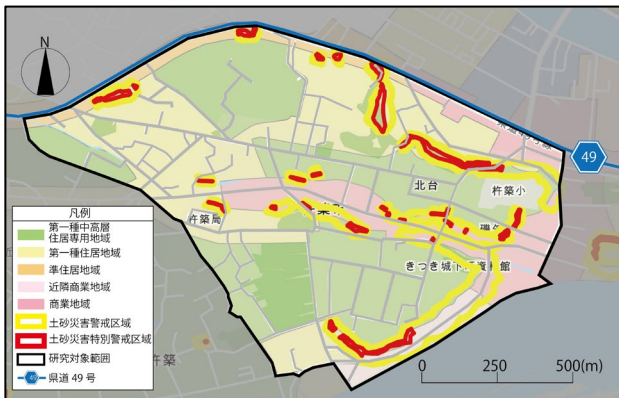 N
49
北台
杵築小
杵築局
きつき城下
資料館
杵築
凡例
第一種中高層
住居専用地域
第一種住居地域
準住居地域
近隣商業地域
商業地域
土砂災害警戒区域
土砂災害特別警戒区域
研究対象範囲
49 県道 49 号
0 250 500(m)